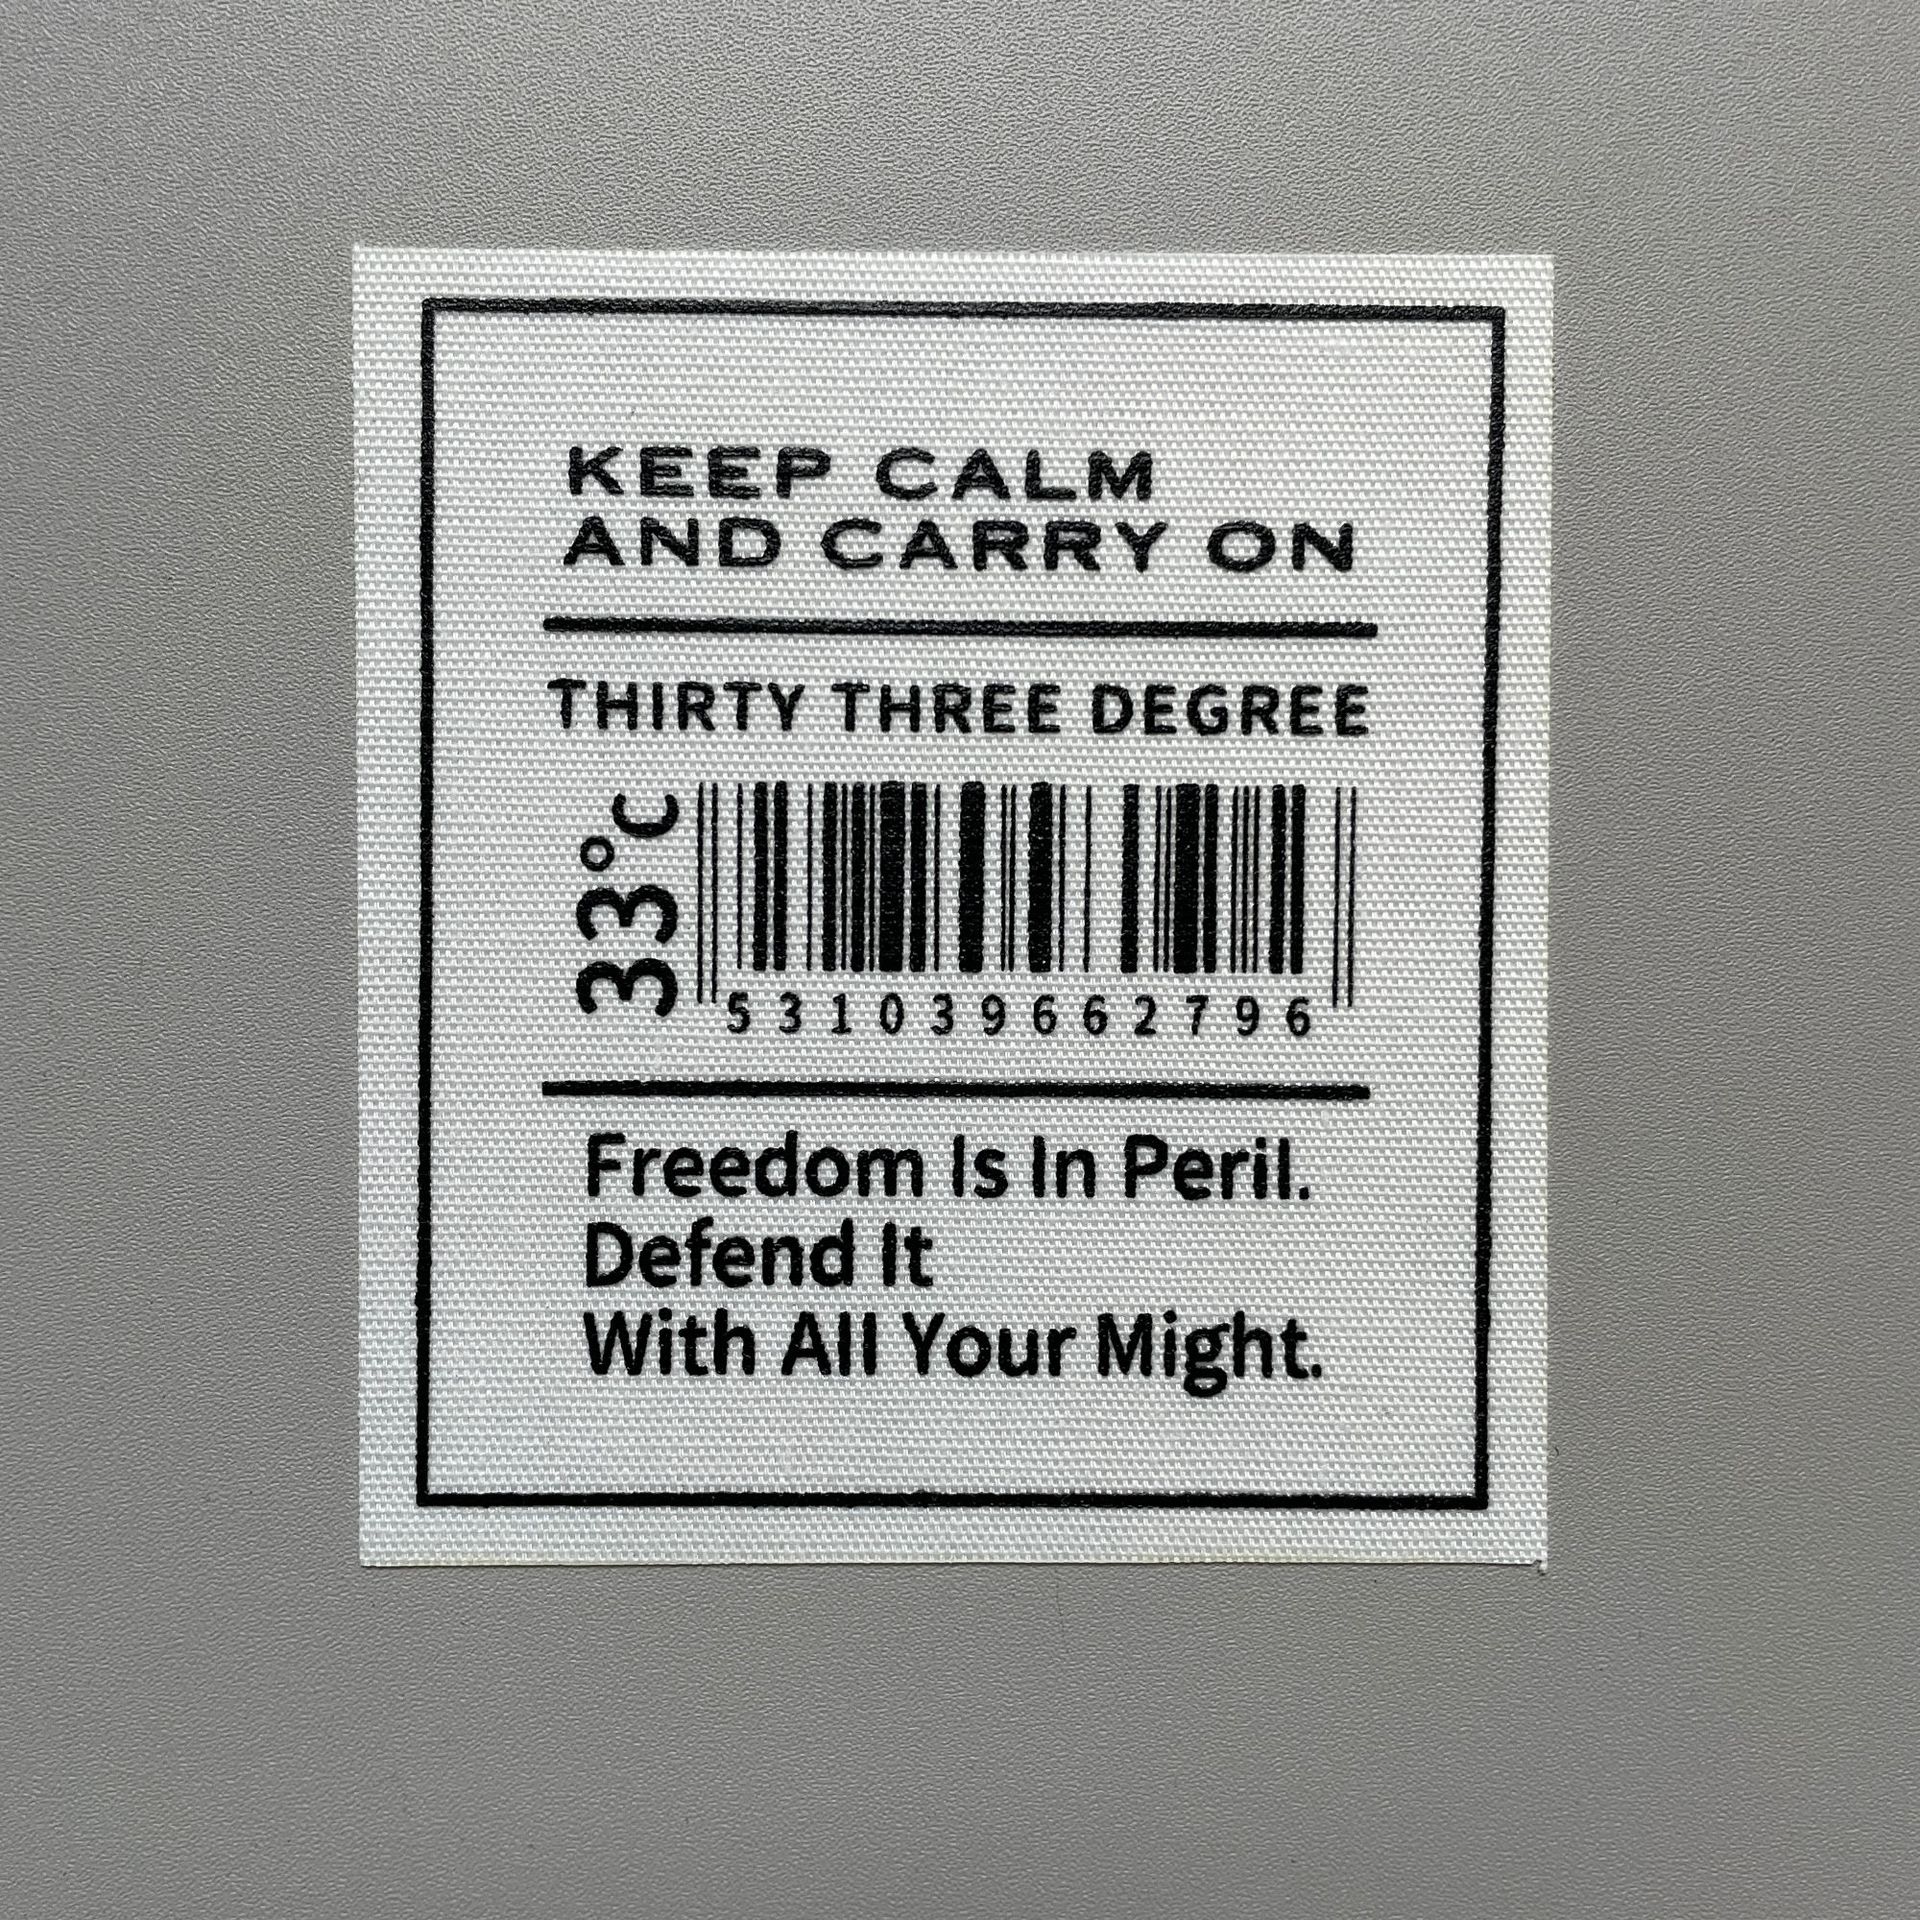 KEEP CALM
AND CARRY ON
THIRTY THREE DEGREE
33°C
531039662796
Freedom Is In Peril.
Defend It
With All Your Might.